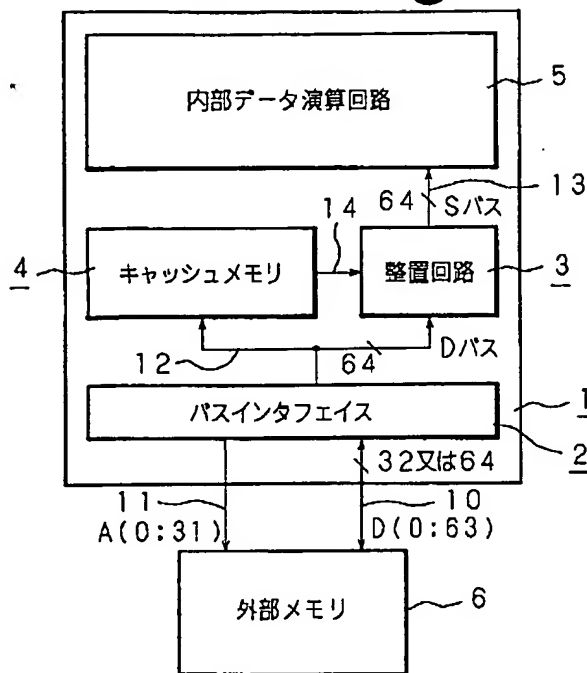 5
内部データ演算回路
13
64
Sバス
14
4
キャッシュメモリ
整置回路
3
12
64
Dバス
バスインタフェイス
1
2
32又は64
11
10
A(0:31)
D(0:63)
外部メモリ
6